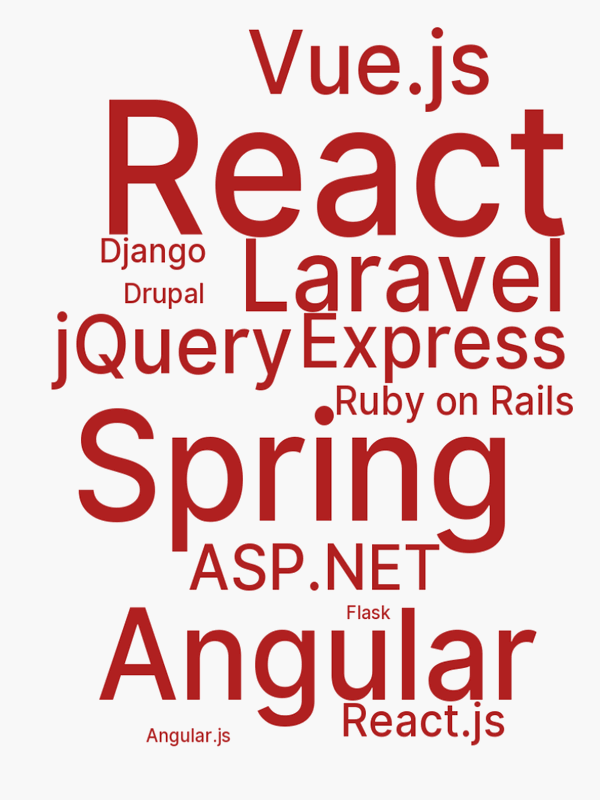 Vue.js
React
Django
Laravel
Drupal
jQuery
Express
Ruby on Rails
Spring
ASP.NET
Flask
Angular
React.js
Angular.js